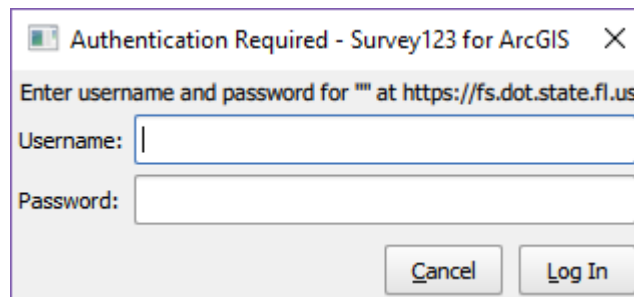 Authentication Required - Survey123 for ArcGIS
Enter username and password for "" at https://fs.dot.state.fl.us
Username:
Password:
Cancel Log In